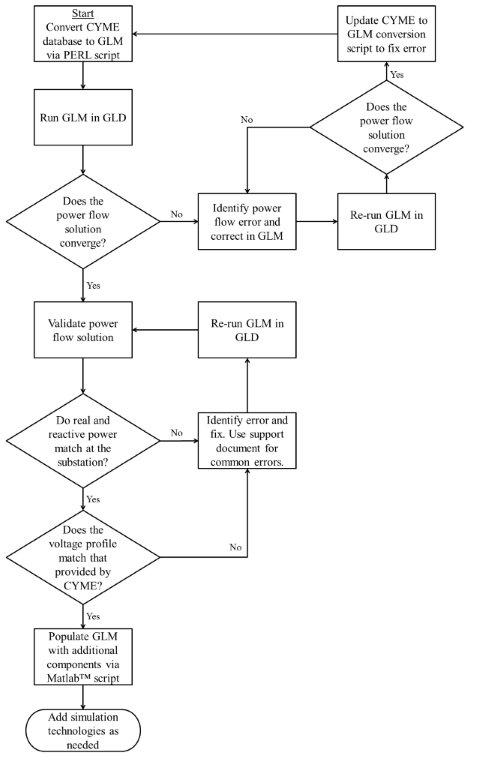 Start
Convert CYME
database to GLM
via PERL script
Update CYME to
GLM conversion
script to fix error
Yes
Run GLM in GLD
No
Does the
power flow
solution
converge?
Does the
power flow
solution
converge?
No
Identify power
flow error and
correct in GLM
Re-run GLM in
GLD
Yes
Validate power
flow solution
Re-run GLM in
GLD
Do real and
reactive power
match at the
substation?
No
Identify error and
fix. Use support
document for
common errors.
Yes
Does the
voltage profile
match that
provided by
CYME?
No
Yes
Populate GLM
with additional
components via
Matlab™ script
Add simulation
technologies as
needed